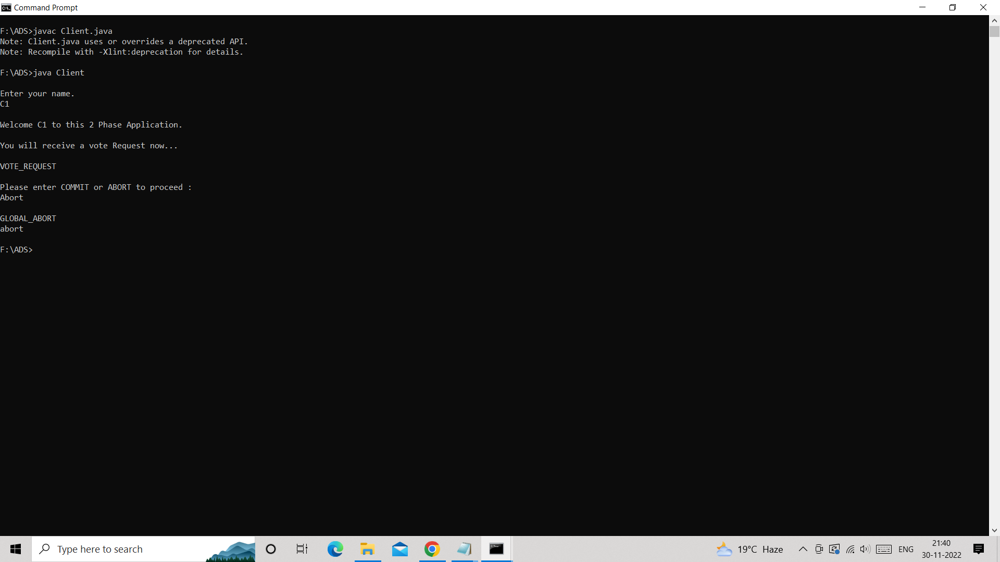 Command Prompt
F:\ADS>javac Client.java
Note: Client.java uses or overrides a deprecated API.
Note: Recompile with -Xlint:deprecation for details.
F:\ADS>java Client
Enter your name.
C1
Welcome C1 to this 2 Phase Application.
You will receive a vote Request now...
VOTE_REQUEST
Please enter COMMIT or ABORT to proceed :
Abort
GLOBAL_ABORT
abort
F:\ADS>
Type here to search
19°C Haze
ENG
21:40
30-11-2022